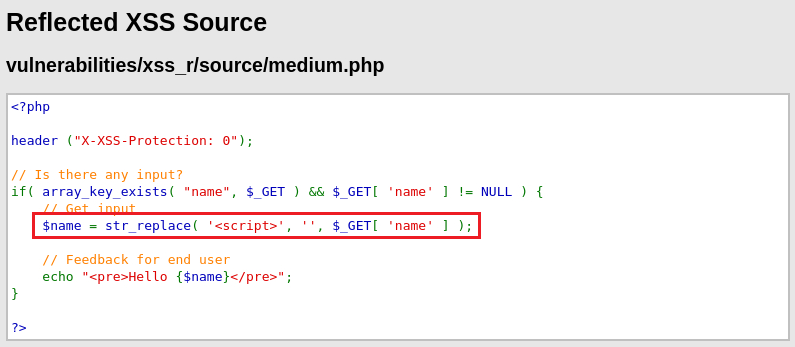 Reflected XSS Source
vulnerabilities/xss_r/source/medium.php
<?php
header ("X-XSS-Protection: 0");
// Is there any input?
if( array_key_exists( "name", $_GET ) && $_GET[ 'name' ] != NULL ) {
// Get input
$name = str_replace( '<script>', '', $_GET[ 'name' ] );
// Feedback for end user
echo "<pre>Hello {$name}</pre>";
}
?>